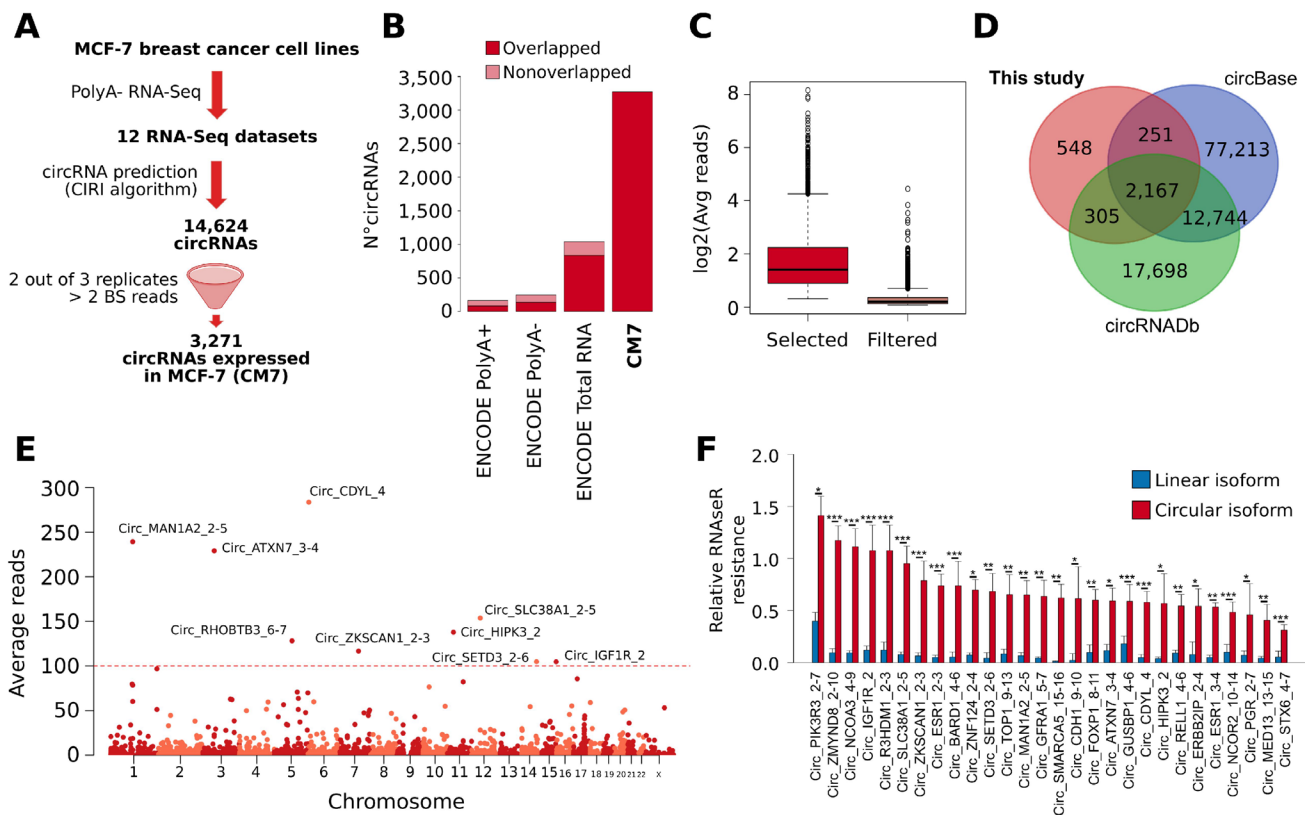 A
MCF-7 breast cancer cell lines
PolyA- RNA-Seq
12 RNA-Seq datasets
circRNA prediction
(CIRI algorithm)
14,624
circRNAs
2 out of 3 replicates
> 2 BS reads
3,271
circRNAs expressed
in MCF-7 (CM7)
B
Overlapped
Nonoverlapped
N°circRNAs
3,500
3,000
2,500
2,000
1,500
1,000
500
0
ENCODE PolyA+
ENCODE PolyA-
ENCODE Total RNA
CM7
C
log2(Avg reads)
8
6
4
2
0
Selected
Filtered
D
This study
circBase
548
251
77,213
2,167
305
12,744
17,698
circRNADb
E
Average reads
300
250
200
150
100
50
0
Circ_CDYL_4
Circ_MAN1A2_2-5
Circ_ATXN7_3-4
Circ_SLC38A1_2-5
Circ_RHOBTB3_6-7
Circ_HIPK3_2
Circ_ZKSCAN1_2-3
Circ_SETD3_2-6
Circ_IGF1R_2
1 2 3 4 5 6 7 8 9 10 11 12 13 14 15 16 17 18 19 20 21 22 X
Chromosome
F
Relative RNAseR
resistance
2.0
1.5
1.0
0.5
0.0
Linear isoform
Circular isoform
* *** *** *** *** *** *** *** *** * ** ** ** ** ** * ** * *** *** * ** * ** *** * ** ***
Circ_PIK3R3_2-7
Circ_ZMYND8_2-10
Circ_NCOA3_4-9
Circ_IGF1R_2
Circ_R3HDM1_2-3
Circ_SLC38A1_2-5
Circ_ZKSCAN1_2-3
Circ_ESR1_2-3
Circ_BARD1_4-6
Circ_ZNF124_2-4
Circ_SETD3_2-6
Circ_TOP1_9-13
Circ_MAN1A2_2-5
Circ_GFRA1_5-7
Circ_SMARCA5_15-16
Circ_CDH1_9-10
Circ_FOXP1_8-11
Circ_ATXN7_3-4
Circ_GUSBP1_4-6
Circ_CDYL_4
Circ_HIPK3_2
Circ_RELL1_4-6
Circ_ERBB2IP_2-4
Circ_ESR1_3-4
Circ_NCOR2_10-14
Circ_PGR_2-7
Circ_MED13_13-15
Circ_STX6_4-7